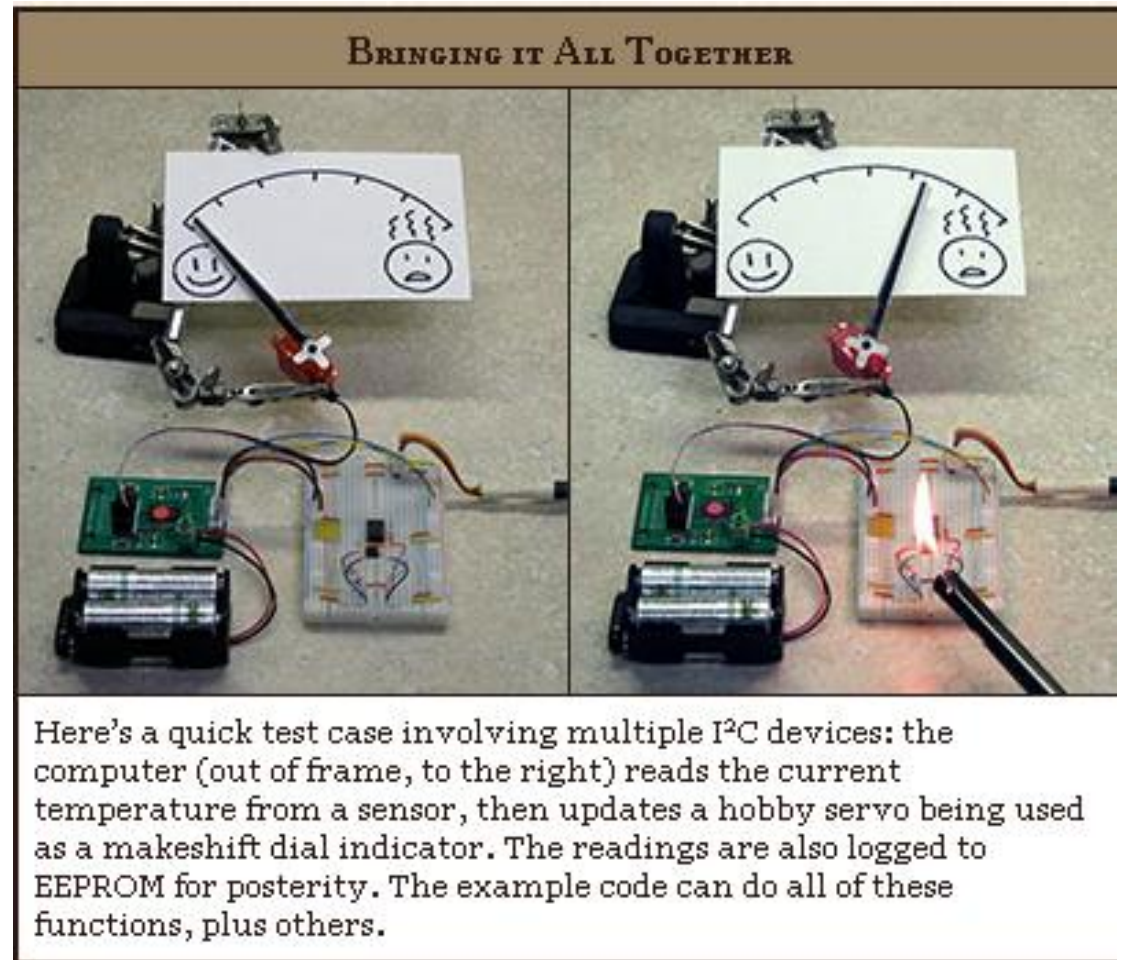 Bringing it All Together
Here's a quick test case involving multiple I²C devices: the
computer (out of frame, to the right) reads the current
temperature from a sensor, then updates a hobby servo being used
as a makeshift dial indicator. The readings are also logged to
EEPROM for posterity. The example code can do all of these
functions, plus others.